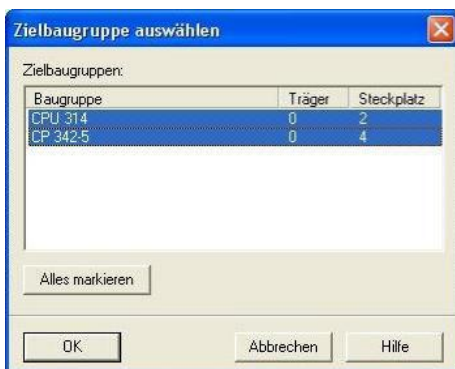 Zielbaugruppe auswählen
Zielbaugruppen:
Baugruppe Träger Steckplatz
CPU 314 0 2
CP 342-5 0 4
Alles markieren
OK Abbrechen Hilfe